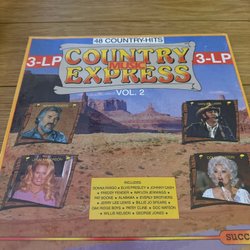 48 COUNTRY-HITS
3-LP
COUNTRY
MUSIC
EXPRESS
3-LP
VOL. 2
INCLUDES:
DONNA FARGO • ELVIS PRESLEY • JOHNNY CASH
• FREDDY FENDER • WAYLON JENNINGS
• PAT BOONE • ALABAMA • EVERLY BROTHERS
• JERRY LEE LEWIS • BILLIE JO SPEARS
• OAK RIDGE BOYS • PATSY CLINE • DOC WATSON
• WILLIE NELSON • GEORGE JONES •
SUCC